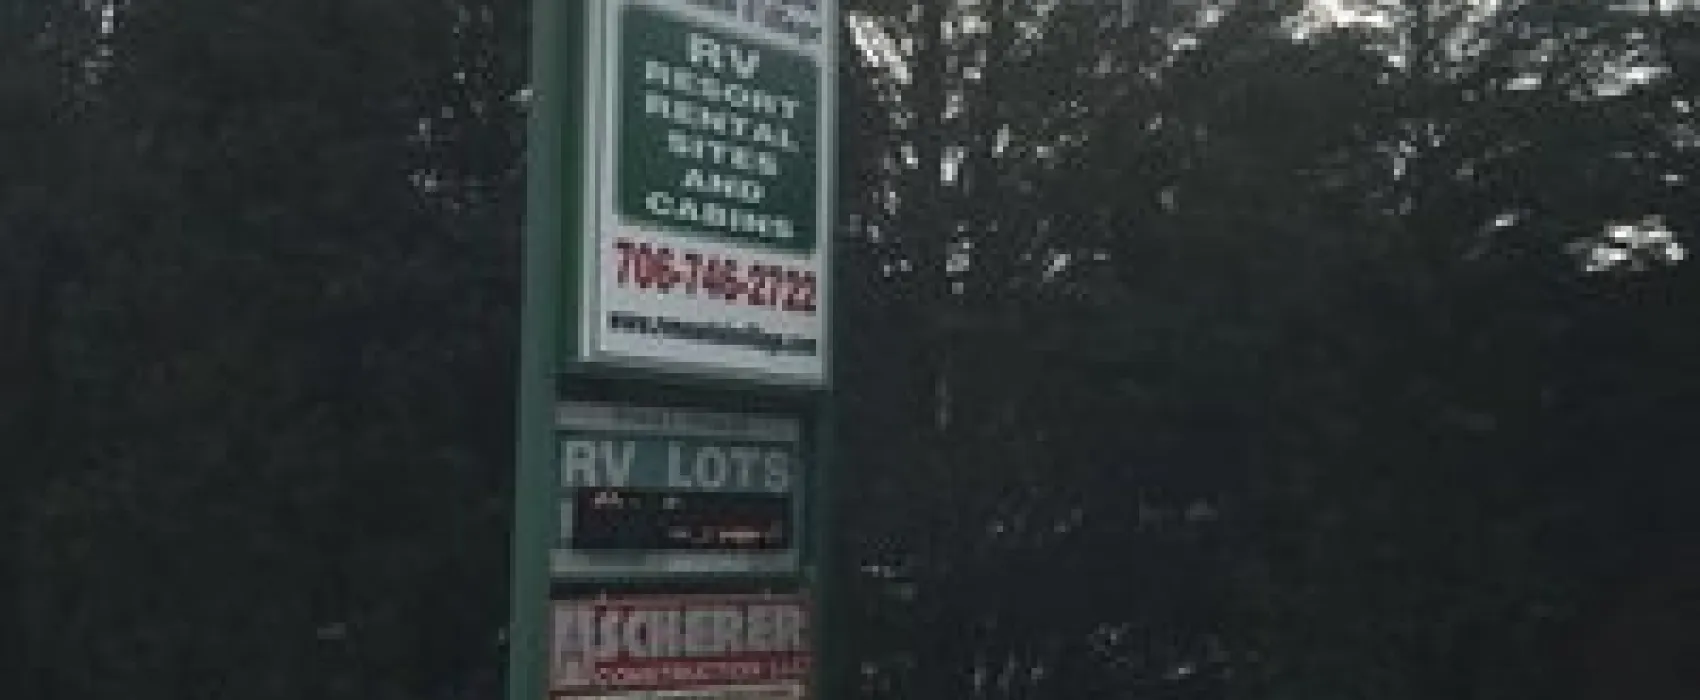 RV
RESORT
RENTAL
SITES
AND
CABINS
706-746-2722
RV LOTS
SCHERER
CONSTRUCTION LLC